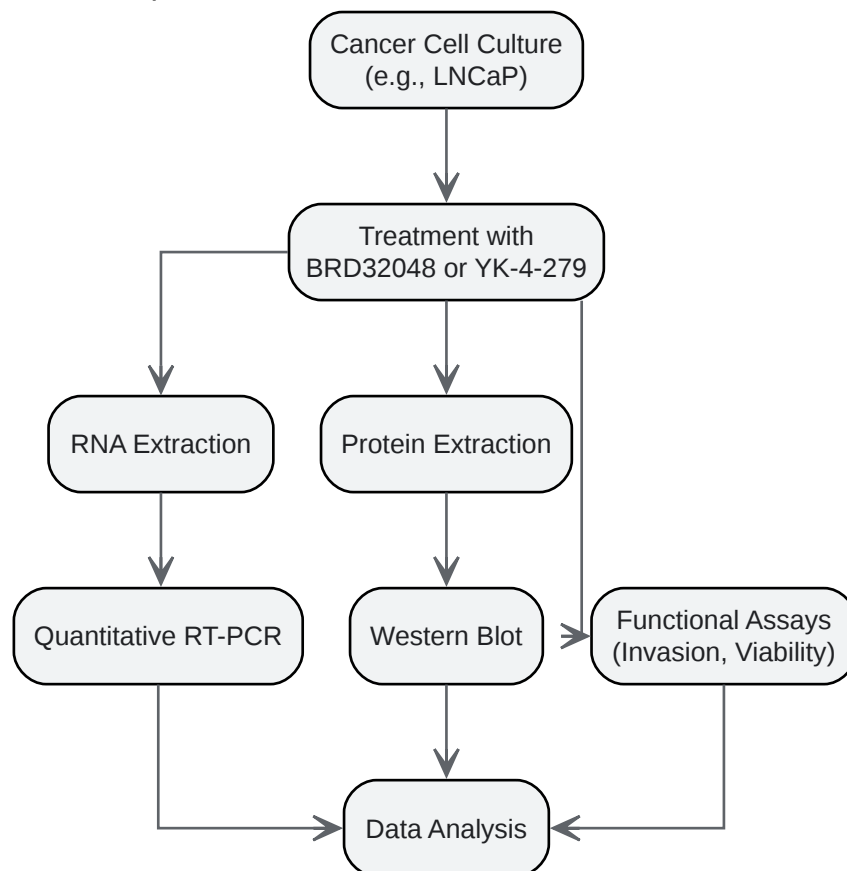 Cancer Cell Culture
(e.g., LNCaP)
Treatment with
BRD32048 or YK-4-279
RNA Extraction
Protein Extraction
Quantitative RT-PCR
Western Blot
Functional Assays
(Invasion, Viability)
Data Analysis